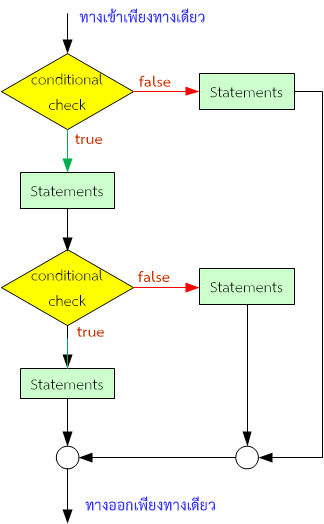 ทางเข้าเพียงทางเดียว
conditional
check
false
Statements
true
Statements
conditional
check
false
Statements
true
Statements
ทางออกเพียงทางเดียว